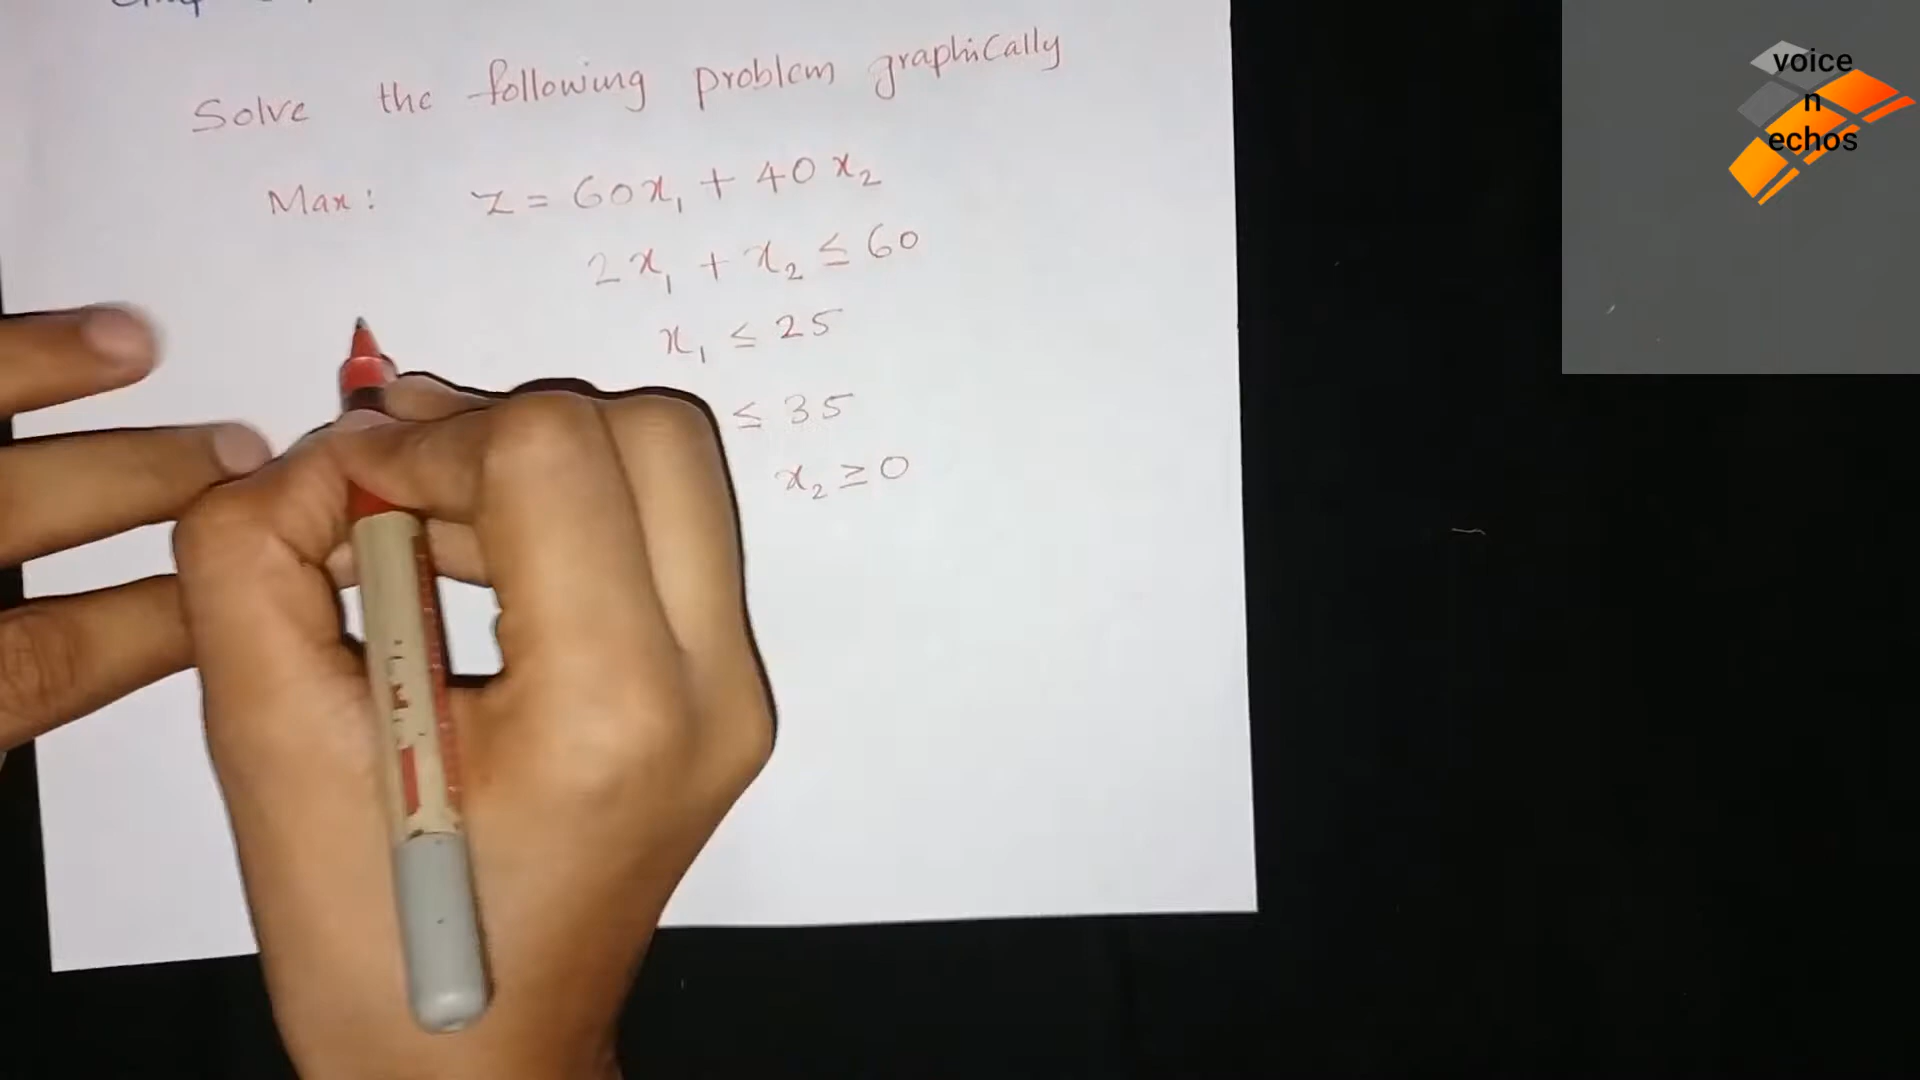 Solve the following problem graphically
Max: Z = 60x₁ + 40x₂
2x₁ + x₂ ≤ 60
x₁ ≤ 25
≤ 35
x₂ ≥ 0
voice
n
echos